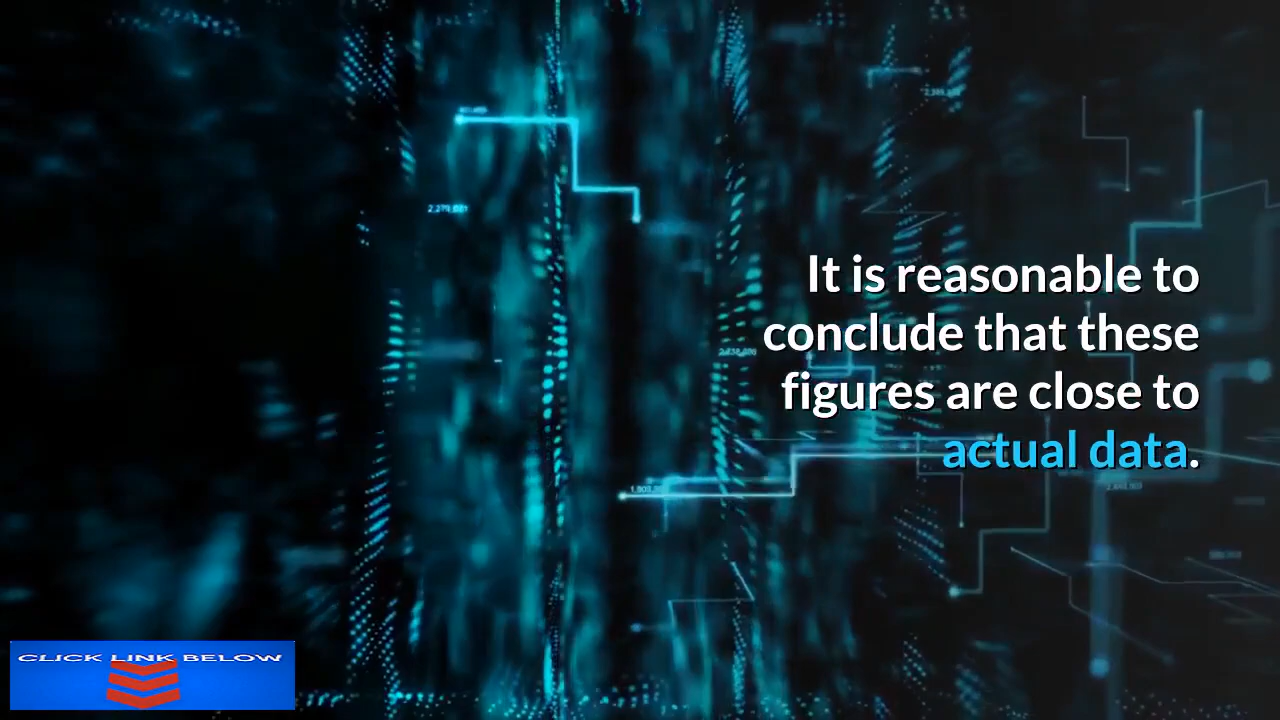 It is reasonable to
conclude that these
figures are close to
actual data.
CLICK LINK BELOW